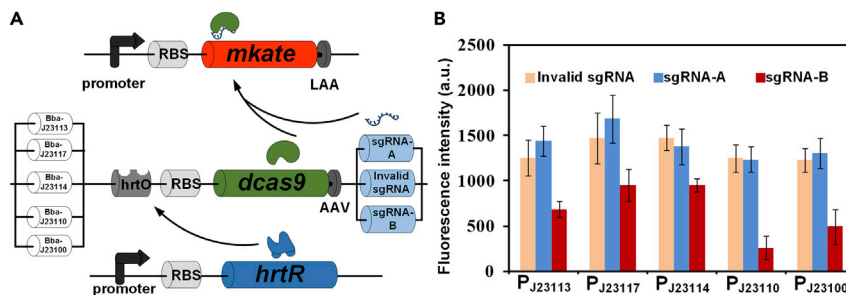 A
RBS
mkate
promoter
LAA
Bba-
J23113
Bba-
J23117
Bba-
J23114
Bba-
J23110
Bba-
J23100
hrtO
RBS
dcas9
AAV
sgRNA-
A
Invalid
sgRNA
sgRNA-
B
RBS
hrtR
promoter
B
Fluorescence intensity (a.u.)
2500
2000
1500
1000
500
0
Invalid sgRNA
sgRNA-A
sgRNA-B
PJ23113
PJ23117
PJ23114
PJ23110
PJ23100